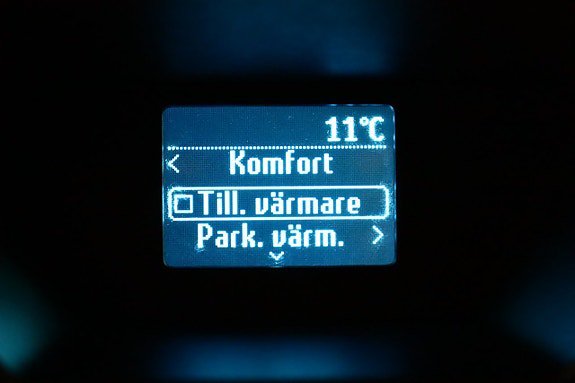 11°C
< Komfort
Till. värmare
Park. värm. >